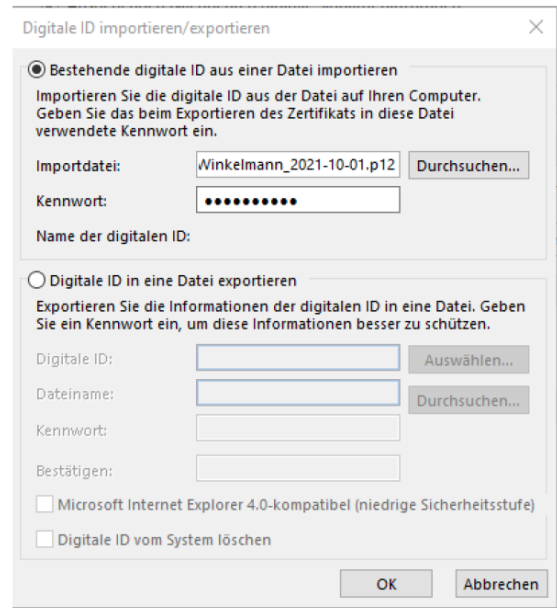 Digitale ID importieren/exportieren
Bestehende digitale ID aus einer Datei importieren
Importieren Sie die digitale ID aus der Datei auf Ihren Computer.
Geben Sie das beim Exportieren des Zertifikats in diese Datei
verwendete Kennwort ein.
Importdatei: Winkelmann_2021-10-01.p12 Durchsuchen...
Kennwort: ●●●●●●●●●●
Name der digitalen ID:
Digitale ID in eine Datei exportieren
Exportieren Sie die Informationen der digitalen ID in eine Datei. Geben
Sie ein Kennwort ein, um diese Informationen besser zu schützen.
Digitale ID: Auswählen...
Dateiname: Durchsuchen...
Kennwort:
Bestätigen:
Microsoft Internet Explorer 4.0-kompatibel (niedrige Sicherheitsstufe)
Digitale ID vom System löschen
OK Abbrechen